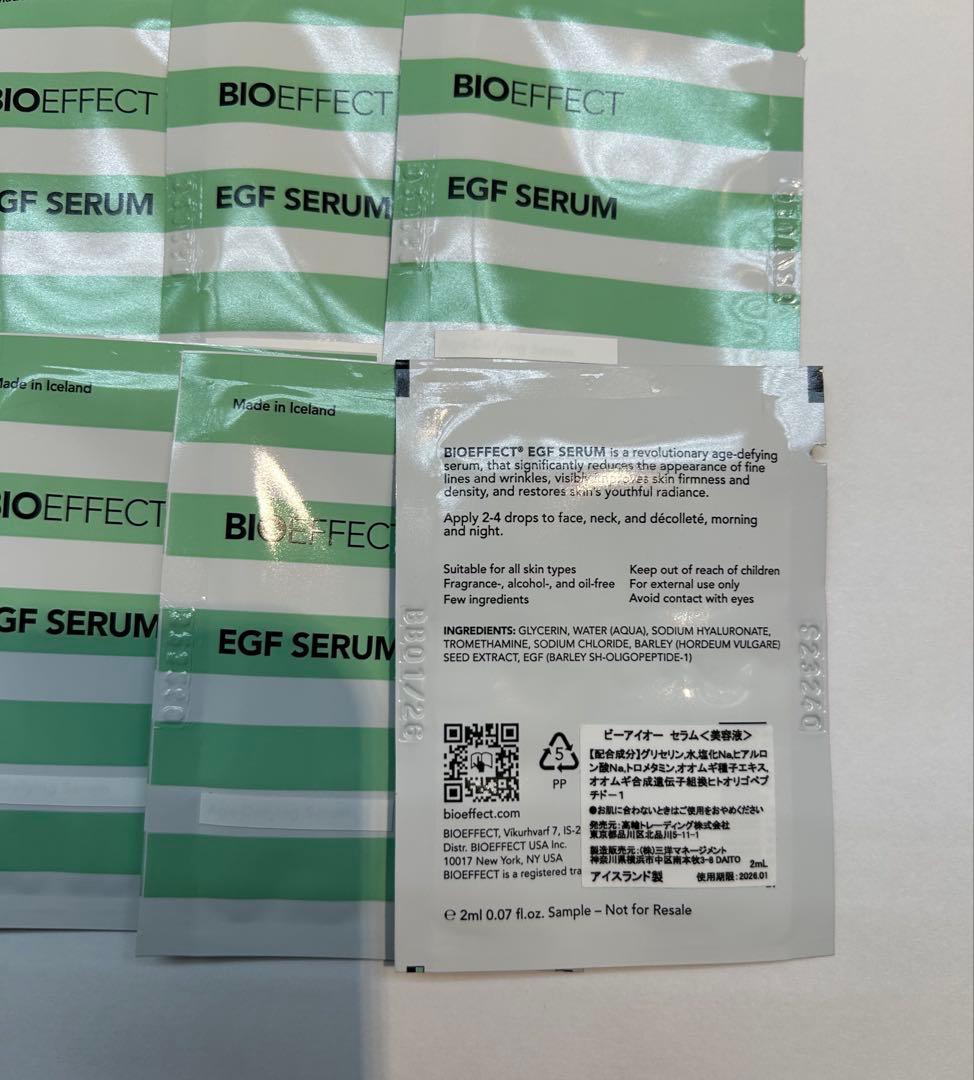 BIOEFFECT
EGF SERUM
BIOEFFECT
EGF SERUM
BIOEFFECT
EGF SERUM
Made in Iceland
BIOEFFECT
EGF SERUM
Made in Iceland
BIOEFFECT
EGF SERUM
BIOEFFECT® EGF SERUM is a revolutionary age-defying
serum, that significantly reduces the appearance of fine
lines and wrinkles, visibly improves skin firmness and
density, and restores skin's youthful radiance.
Apply 2-4 drops to face, neck, and décolleté, morning
and night.
Suitable for all skin types
Fragrance-, alcohol-, and oil-free
Few ingredients
Keep out of reach of children
For external use only
Avoid contact with eyes
INGREDIENTS: GLYCERIN, WATER (AQUA), SODIUM HYALURONATE,
TROMETHAMINE, SODIUM CHLORIDE, BARLEY (HORDEUM VULGARE)
SEED EXTRACT, EGF (BARLEY SH-OLIGOPEPTIDE-1)
BB01/26
5
PP
bioeffect.com
BIOEFFECT, Víkurhvarf 7, IS-2
Distr. BIOEFFECT USA Inc.
10017 New York, NY USA
BIOEFFECT is a registered tra
ビーアイオー セラム<美容液>
【配合成分】グリセリン,水,塩化Na,ヒアルロ
ン酸Na,トロメタミン,オオムギ種子エキス,
オオムギ合成遺伝子組換ヒトオリゴペプ
チドー1
●お肌に合わないときはご使用をおやめください
発売元:高輪トレーディング株式会社
東京都品川区北品川5-11-1
製造販売元:(株)三洋マネージメント
神奈川県横浜市中区南本牧3-6 DAITO 2mL
アイスランド製 使用期限:2026.01
℮ 2ml 0.07 fl.oz. Sample – Not for Resale